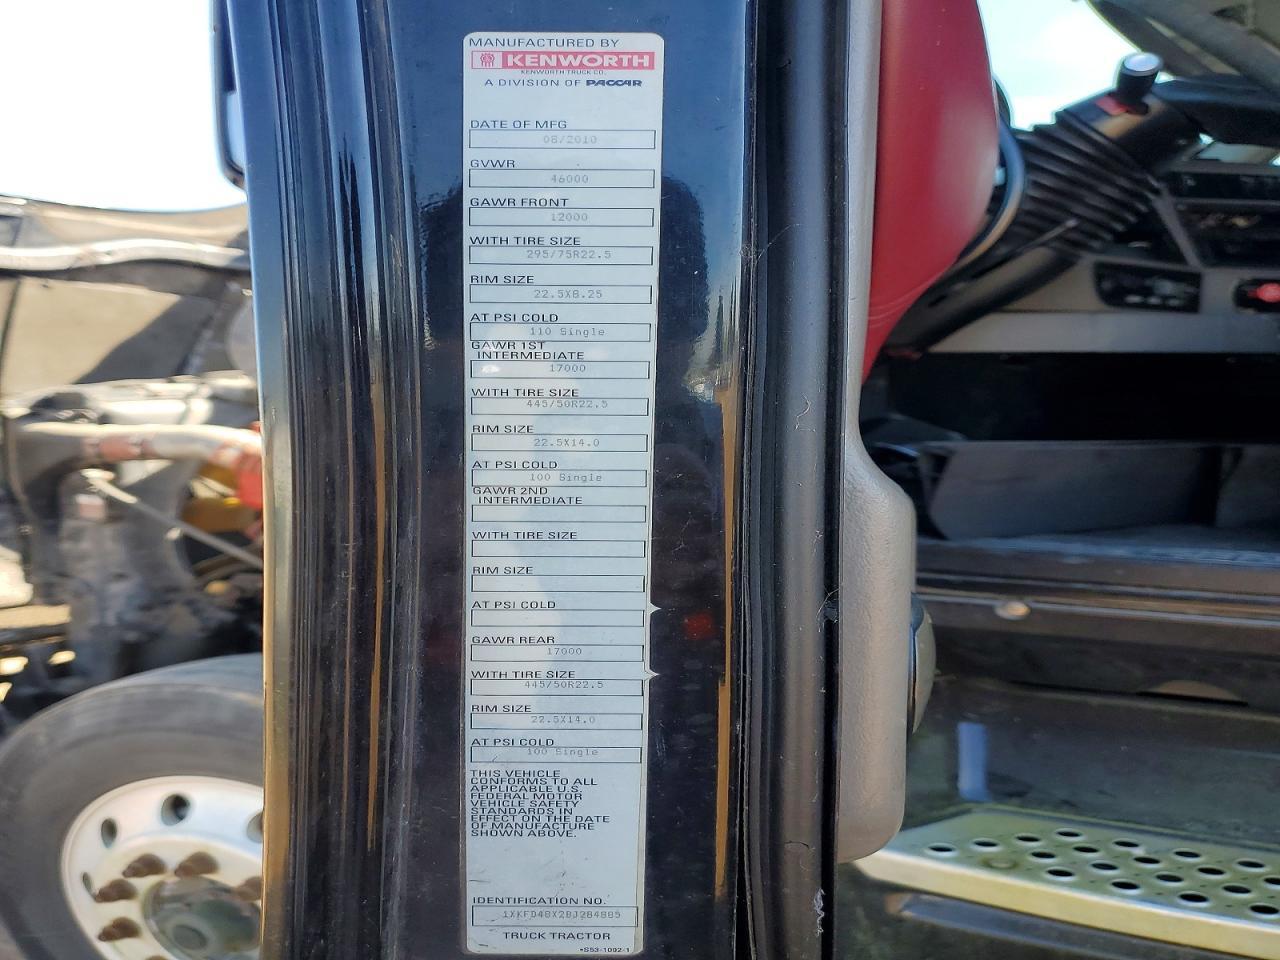 MANUFACTURED BY
KENWORTH
KENWORTH TRUCK CO.
A DIVISION OF PACCAR
DATE OF MFG
08/2010
GVWR
46000
GAWR FRONT
12000
WITH TIRE SIZE
295/75R22.5
RIM SIZE
22.5X8.25
AT PSI COLD
110 Single
GAWR 1ST
INTERMEDIATE
17000
WITH TIRE SIZE
445/50R22.5
RIM SIZE
22.5X14.0
AT PSI COLD
100 Single
GAWR 2ND
INTERMEDIATE
WITH TIRE SIZE
RIM SIZE
AT PSI COLD
GAWR REAR
17000
WITH TIRE SIZE
445/50R22.5
RIM SIZE
22.5X14.0
AT PSI COLD
100 Single
THIS VEHICLE
CONFORMS TO ALL
APPLICABLE U.S.
FEDERAL MOTOR
VEHICLE SAFETY
STANDARDS IN
EFFECT ON THE DATE
OF MANUFACTURE
SHOWN ABOVE.
IDENTIFICATION NO.
TRUCK TRACTOR
•S53-1092-1